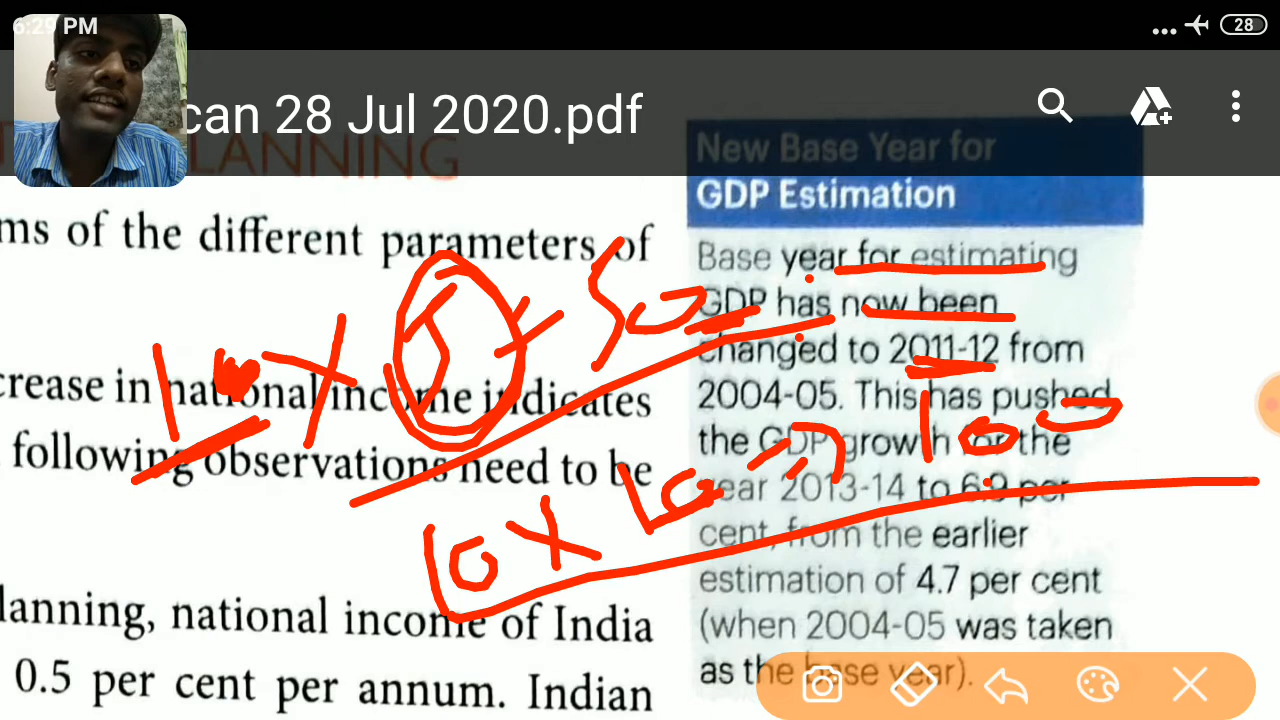 6:29 PM
28
can 28 Jul 2020.pdf
LANNING
ms of the different parameters of
crease in national income indicates
following observations need to be
lanning, national income of India
0.5 per cent per annum. Indian
New Base Year for
GDP Estimation
Base year for estimating
GDP has now been
changed to 2011-12 from
2004-05. This has pushed
the GDP growth for the
year 2013-14 to 6.9 per
cent, from the earlier
estimation of 4.7 per cent
(when 2004-05 was taken
as the base year).
10 x 5 = 50
10 x 10 = 100